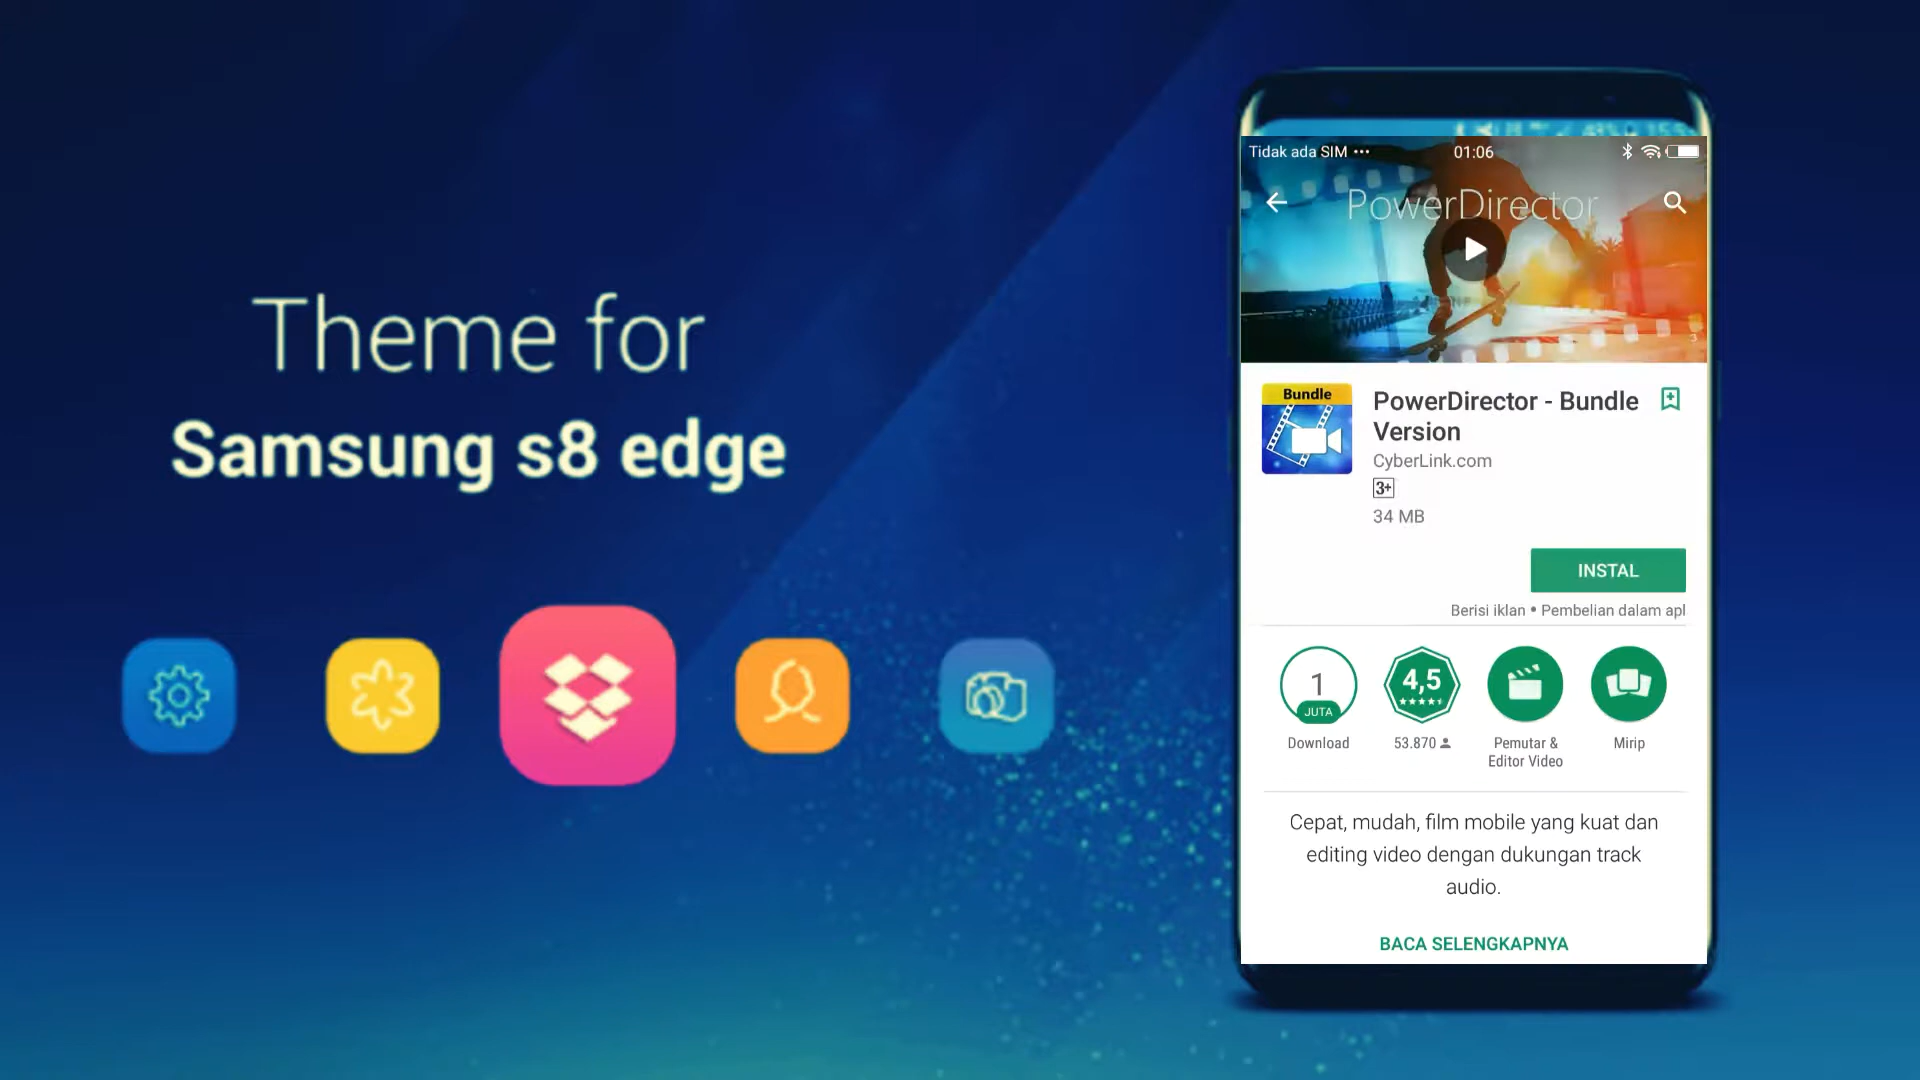 Theme for
Samsung s8 edge
Tidak ada SIM ...
01:06
PowerDirector
3
Bundle
PowerDirector - Bundle
Version
CyberLink.com
3+
34 MB
INSTAL
Berisi iklan • Pembelian dalam apl
1
JUTA
4,5
Download
53.870
Pemutar &
Editor Video
Mirip
Cepat, mudah, film mobile yang kuat dan
editing video dengan dukungan track
audio.
BACA SELENGKAPNYA